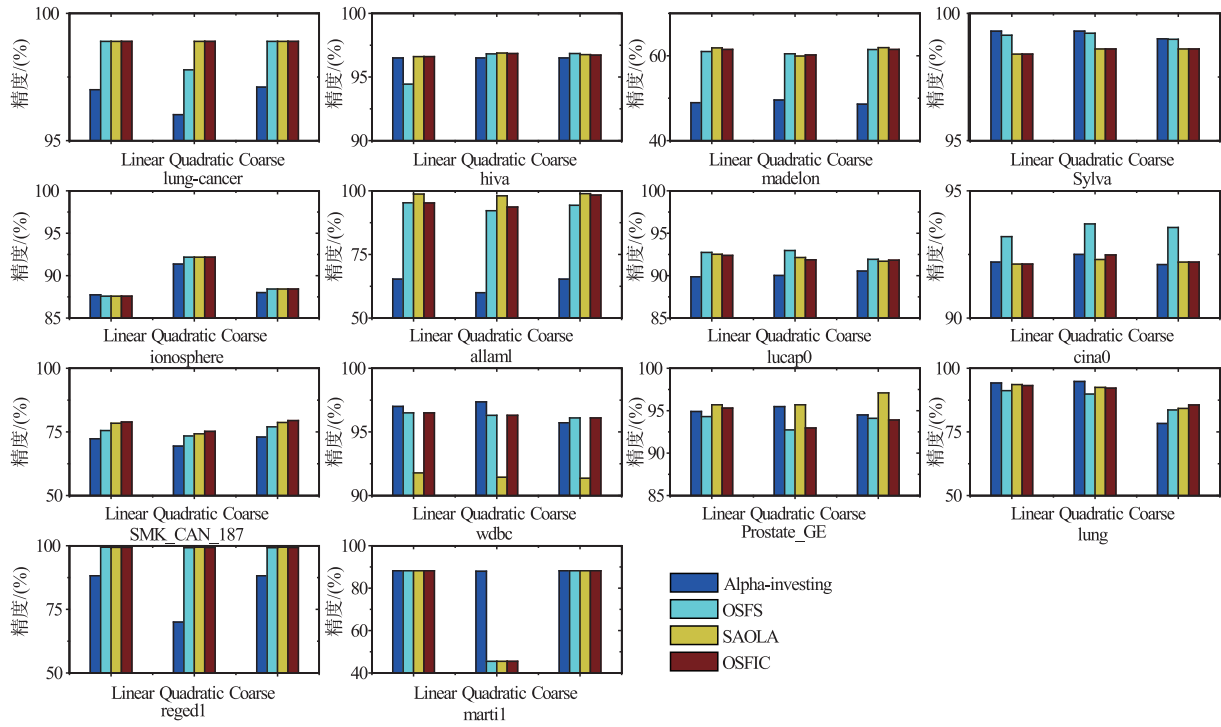 100
精度/(%)
95
Linear Quadratic Coarse
lung-cancer
100
95
90
精度/(%)
Linear Quadratic Coarse
hiva
60
40
精度/(%)
Linear Quadratic Coarse
madelon
100
95
精度/(%)
Linear Quadratic Coarse
Sylva
100
95
90
85
精度/(%)
Linear Quadratic Coarse
ionosphere
100
75
50
精度/(%)
Linear Quadratic Coarse
allaml
100
95
90
85
精度/(%)
Linear Quadratic Coarse
lucap0
95
90
精度/(%)
Linear Quadratic Coarse
cina0
100
75
50
精度/(%)
Linear Quadratic Coarse
SMK_CAN_187
100
95
90
精度/(%)
Linear Quadratic Coarse
wdbc
100
95
90
85
精度/(%)
Linear Quadratic Coarse
Prostate_GE
100
75
50
精度/(%)
Linear Quadratic Coarse
lung
100
75
50
精度/(%)
Linear Quadratic Coarse
reged1
100
80
60
40
精度/(%)
Linear Quadratic Coarse
marti1
Alpha-investing
OSFS
SAOLA
OSFIC